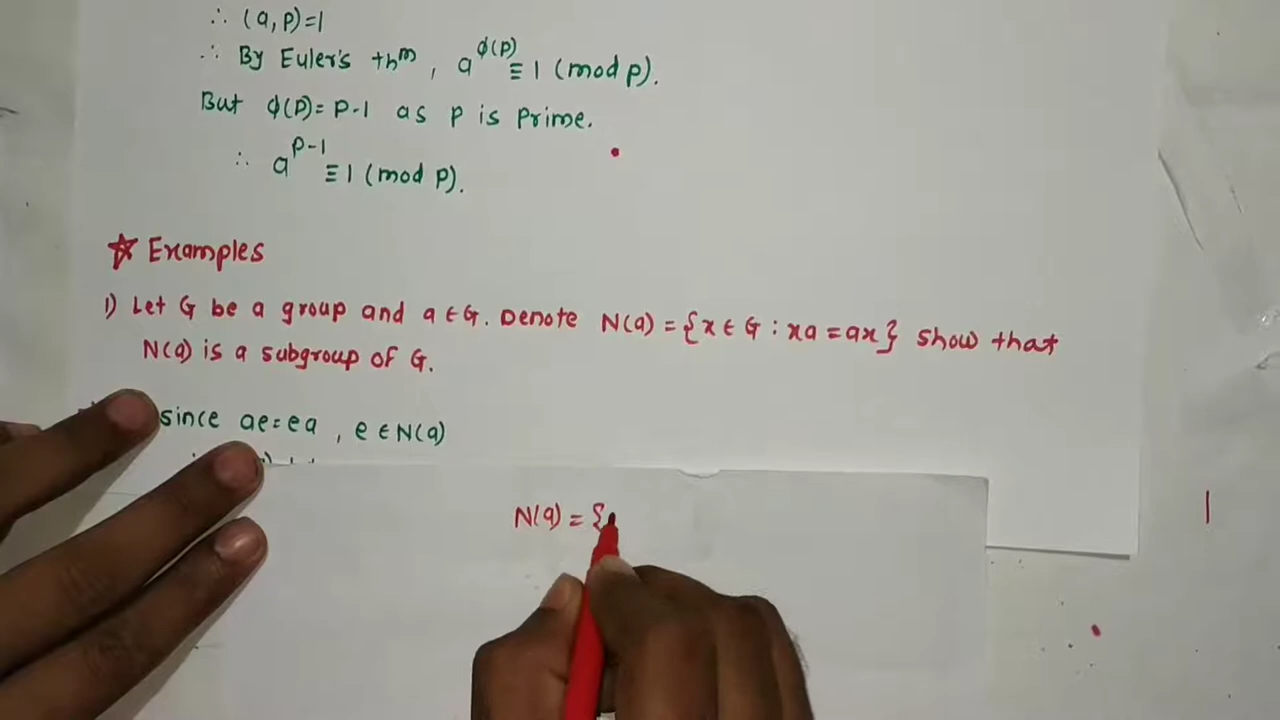 ∴ (a, p)=1
∴ By Euler's thm, a^ϕ(p) ≡ 1 (mod p).
But ϕ(p)= p-1 as p is prime.
∴ a^p-1 ≡ 1 (mod p).
☆ Examples
1) Let G be a group and a ∈ G. Denote N(a) = {x ∈ G : xa = ax} show that
N(a) is a subgroup of G.
since ae=ea , e ∈ N(a)
N(a) = {